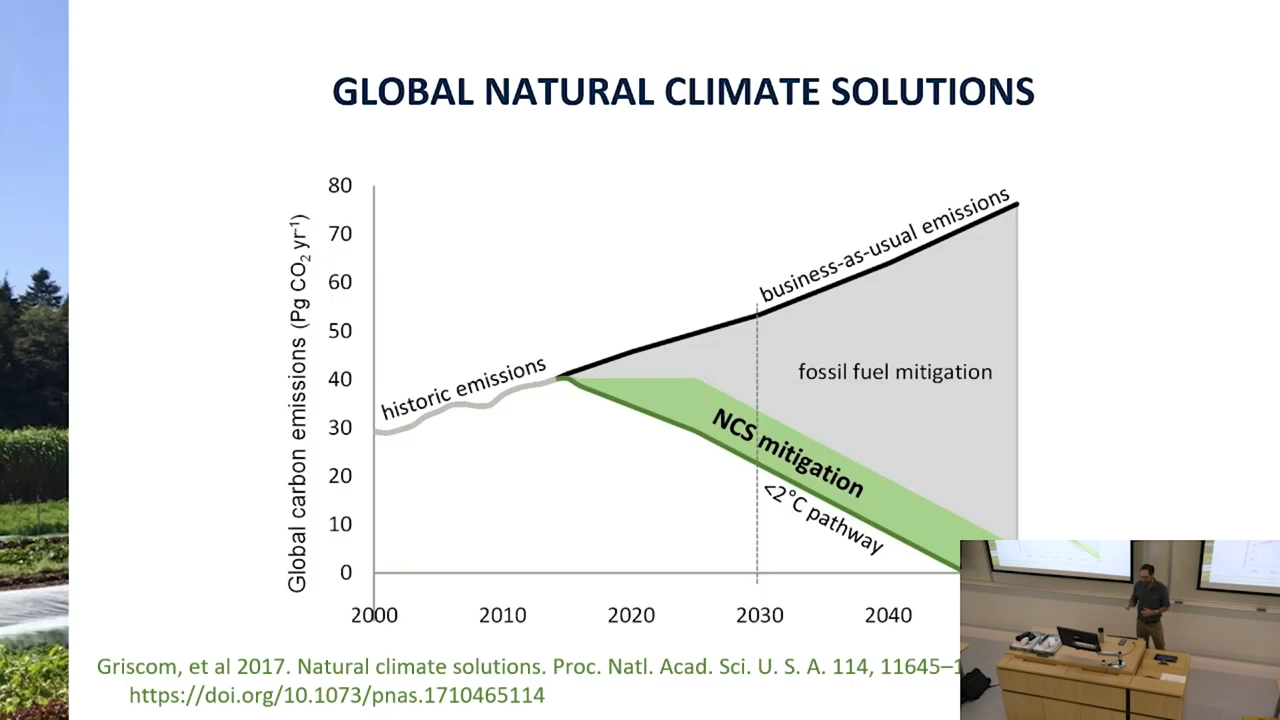 GLOBAL NATURAL CLIMATE SOLUTIONS
Global carbon emissions (Pg CO₂ yr⁻¹)
80
70
60
50
40
30
20
10
0
2000
2010
2020
2030
2040
historic emissions
business-as-usual emissions
fossil fuel mitigation
NCS mitigation
<2°C pathway
Griscom, et al 2017. Natural climate solutions. Proc. Natl. Acad. Sci. U. S. A. 114, 11645–1
https://doi.org/10.1073/pnas.1710465114